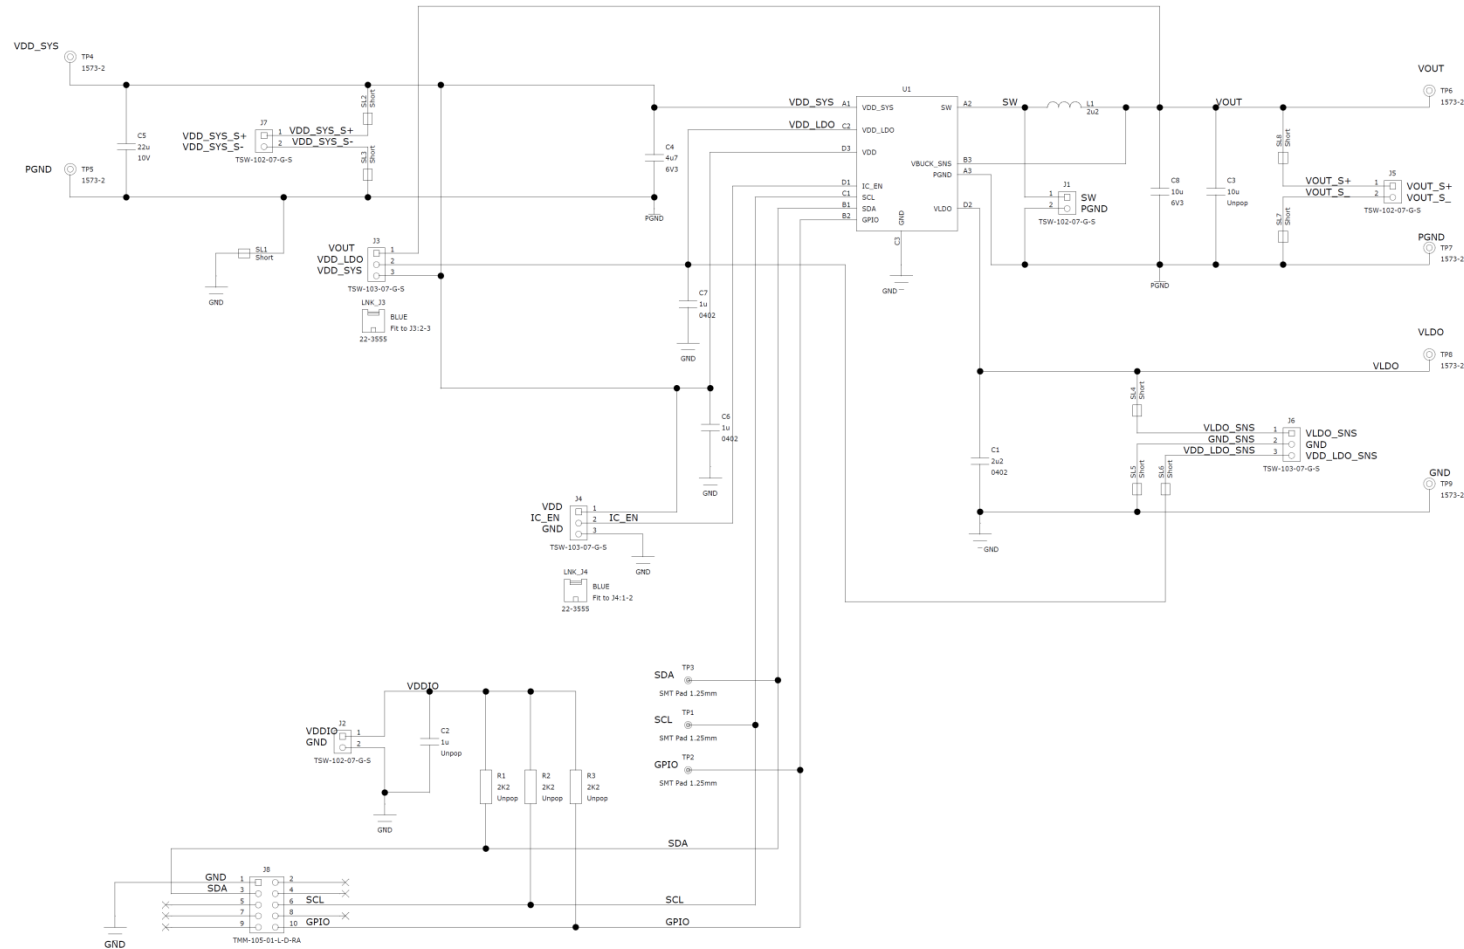 VDD_SYS
TP4
1573-2
C5
22u
10V
PGND
TP5
1573-2
SL2
Short
J7
VDD_SYS_S+ 1 VDD_SYS_S+
VDD_SYS_S- 2 VDD_SYS_S-
TSW-102-07-G-S
SL3
Short
SL1
Short
GND
C4
4u7
6V3
PGND
J3
VOUT 1
VDD_LDO 2
VDD_SYS 3
TSW-103-07-G-S
LNK_J3
BLUE
Fit to J3:2-3
22-3555
C7
1u
0402
GND
C6
1u
0402
GND
J4
VDD 1
IC_EN 2 IC_EN
GND 3
TSW-103-07-G-S
GND
LNK_J4
BLUE
Fit to J4:1-2
22-3555
U1
VDD_SYS A1 VDD_SYS
VDD_LDO C2 VDD_LDO
D3 VDD
D1 IC_EN
C1 SCL
B1 SDA
B2 GPIO
SW A2 SW
VBUCK_SNS B3
PGND A3
VLDO D2
GND
C3
GND
L1
2u2
J1
1 SW
2 PGND
TSW-102-07-G-S
C8
10u
6V3
PGND
C3
10u
Unpop
VOUT
SL8
Short
J5
VOUT_S+ 1 VOUT_S+
VOUT_S_ 2 VOUT_S_
TSW-102-07-G-S
SL7
Short
VOUT
TP6
1573-2
PGND
TP7
1573-2
VLDO
TP8
1573-2
VLDO
SL4
Short
J6
VLDO_SNS 1 VLDO_SNS
GND_SNS 2 GND
VDD_LDO_SNS 3 VDD_LDO_SNS
TSW-103-07-G-S
SL5
Short
SL6
Short
C1
2u2
0402
GND
GND
TP9
1573-2
SDA
TP3
SMT Pad 1.25mm
SCL
TP1
SMT Pad 1.25mm
GPIO
TP2
SMT Pad 1.25mm
VDDIO
J2
VDDIO 1
GND 2
TSW-102-07-G-S
C2
1u
Unpop
GND
R1
2K2
Unpop
R2
2K2
Unpop
R3
2K2
Unpop
SDA
J8
GND 1 2
SDA 3 4
5 6 SCL SCL
7 8
9 10 GPIO GPIO
TMM-105-01-L-D-RA
GND